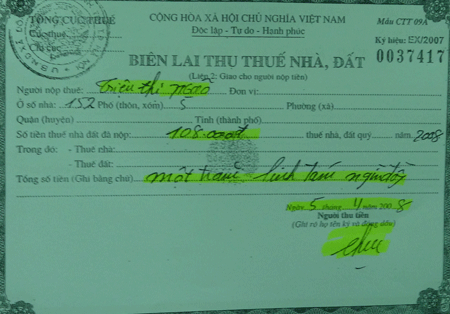 TỔNG CỤC THUẾ
CỘNG HÒA XÃ HỘI CHỦ NGHĨA VIỆT NAM
Mẫu CTT 09A
Cục thuế
Độc lập - Tự do - Hạnh phúc
Chi cục
Ký hiệu: EX/2007
BIÊN LAI THU THUẾ NHÀ, ĐẤT
0037417
(Liên 2: Giao cho người nộp tiền)
Người nộp thuế: Triệu thị Đơn vị:
Ở số nhà: 152 Phố (thôn, xóm) 5 Phường (xã)
Quận (huyện) Tỉnh (thành phố)
Số tiền thuế nhà đất đã nộp: 108.000đ thuế nhà, đất quý năm 2008
Trong đó: - Thuế nhà:
- Thuế đất:
Tổng số tiền (Ghi bằng chữ) một trăm linh tám nghìn đồng
Ngày 5 tháng 4 năm 2008
Người thu tiền
(Ghi rõ họ tên ký và đóng dấu)